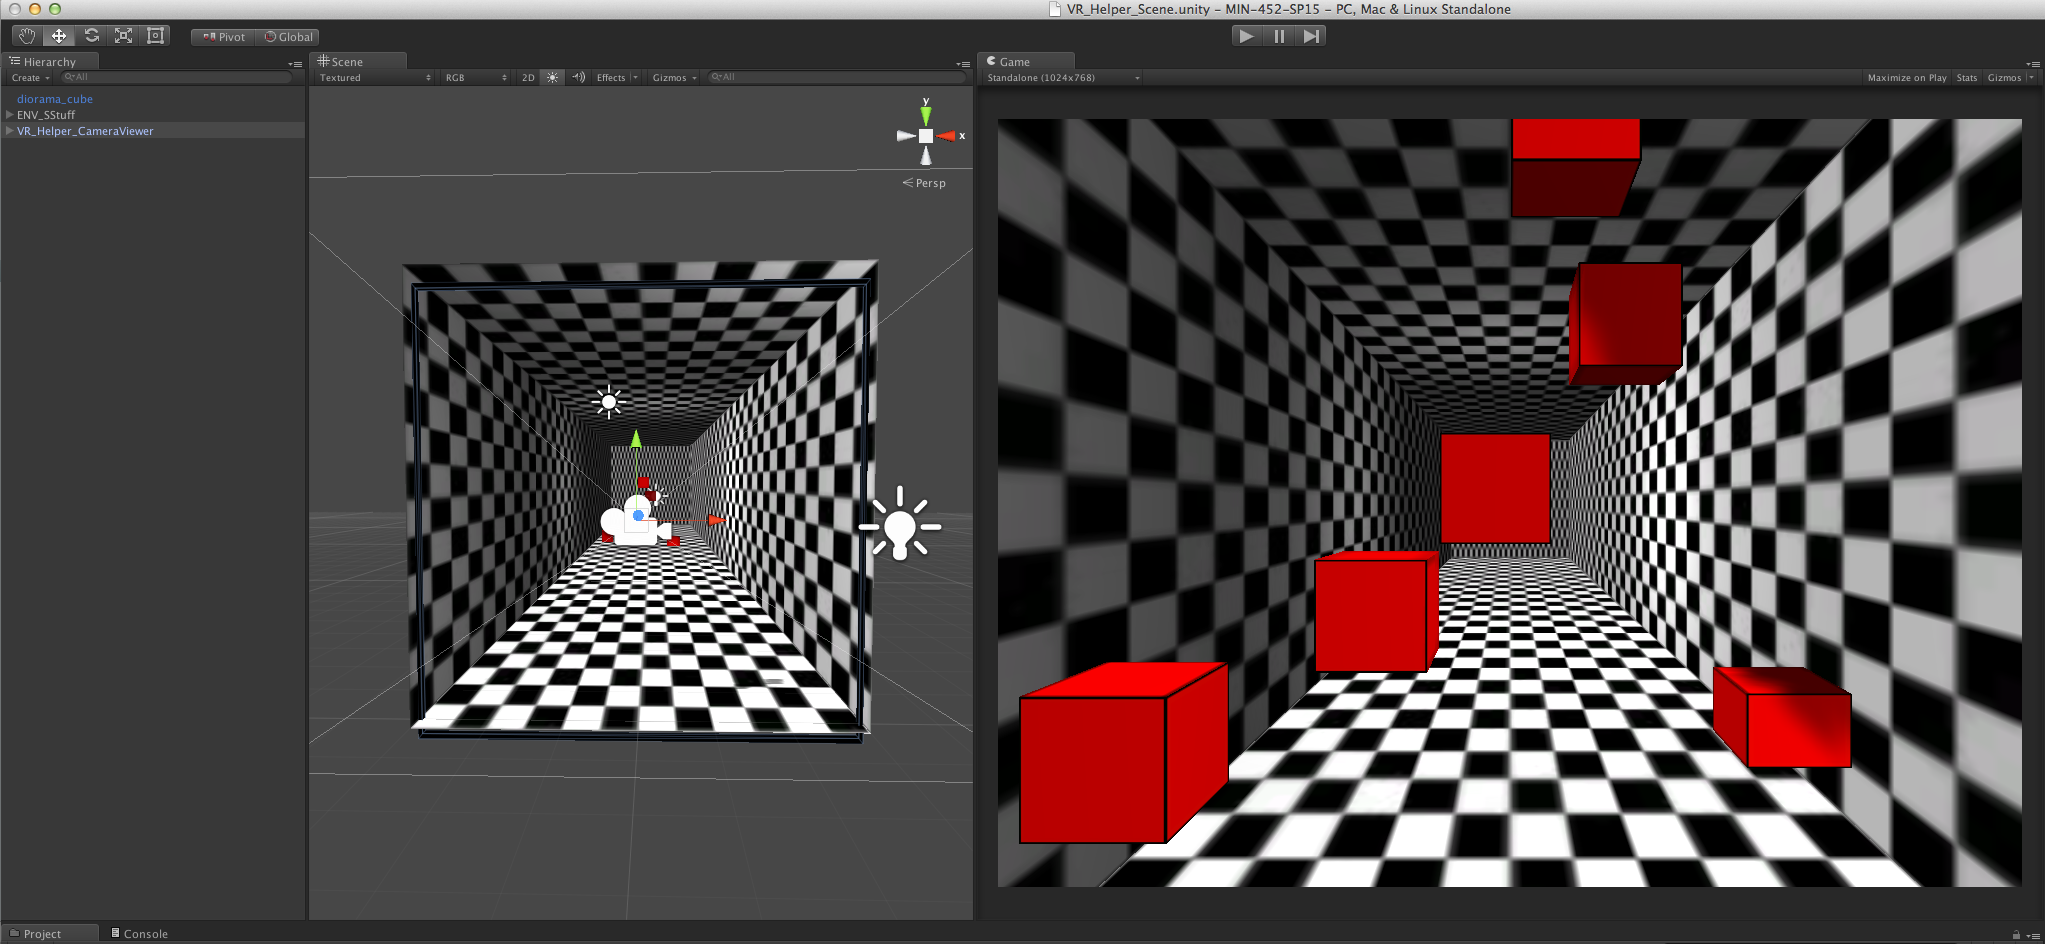 VR_Helper_Scene.unity - MIN-452-SP15 - PC, Mac & Linux Standalone
Pivot Global
Hierarchy
Create All
diorama_cube
ENV_SStuff
VR_Helper_CameraViewer
Scene
Textured RGB 2D Effects Gizmos All
y
x
Persp
Game
Standalone (1024x768) Maximize on Play Stats Gizmos
Project Console